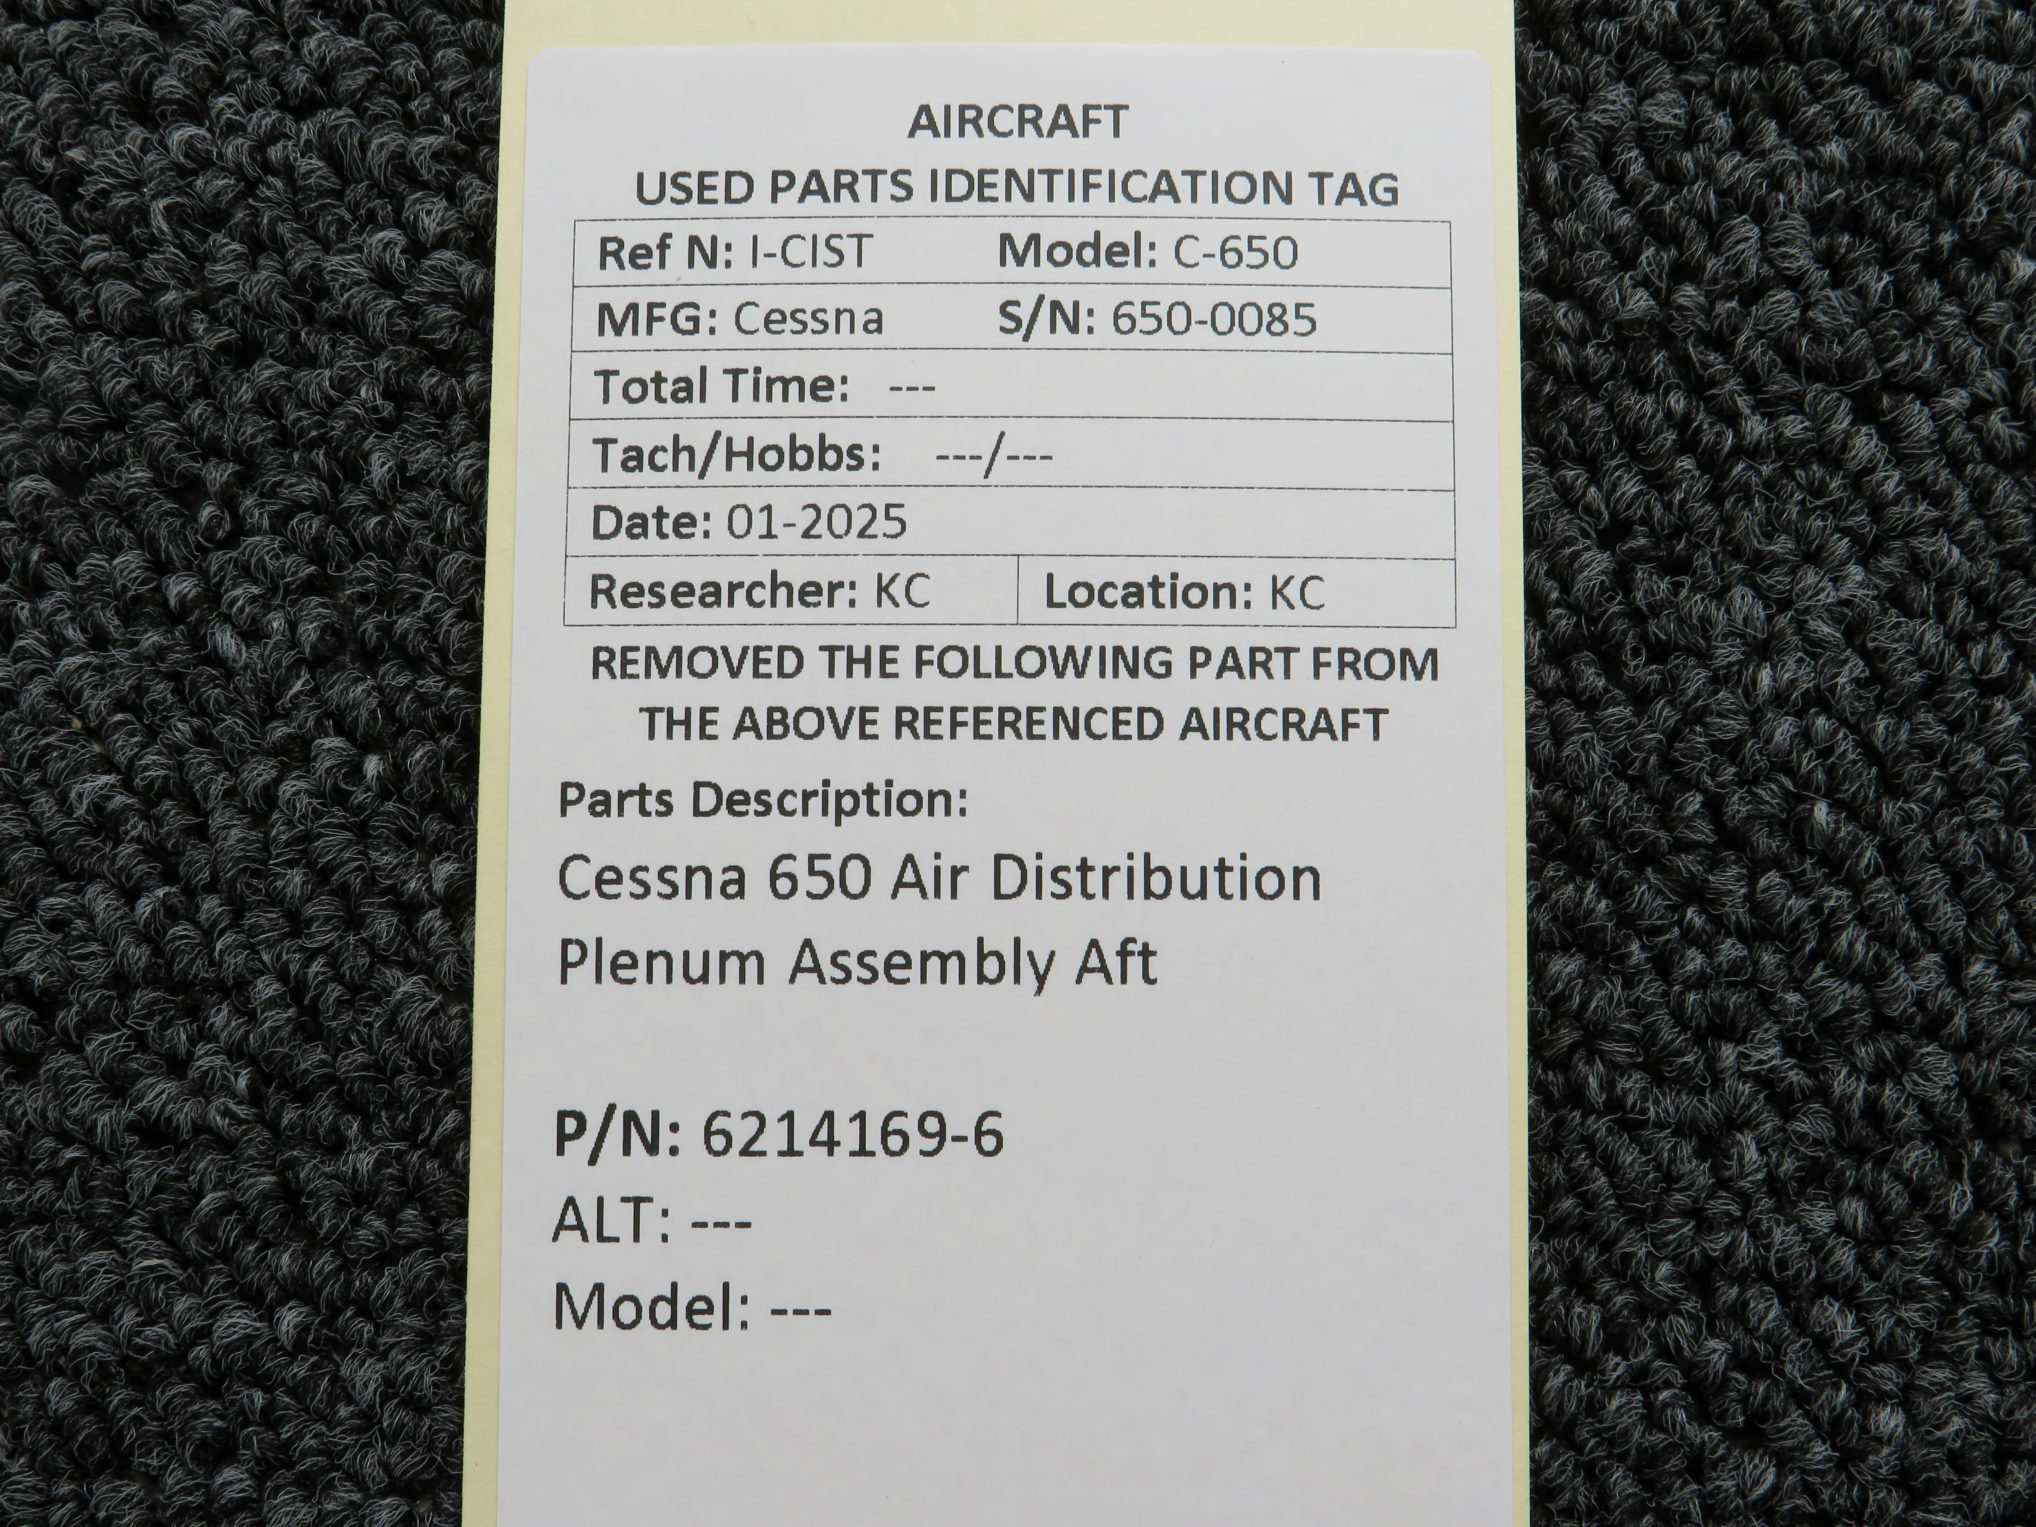 AIRCRAFT
USED PARTS IDENTIFICATION TAG
Ref N: I-CIST Model: C-650
MFG: Cessna S/N: 650-0085
Total Time: ---
Tach/Hobbs: ---/---
Date: 01-2025
Researcher: KC Location: KC
REMOVED THE FOLLOWING PART FROM
THE ABOVE REFERENCED AIRCRAFT
Parts Description:
Cessna 650 Air Distribution
Plenum Assembly Aft
P/N: 6214169-6
ALT: ---
Model: ---